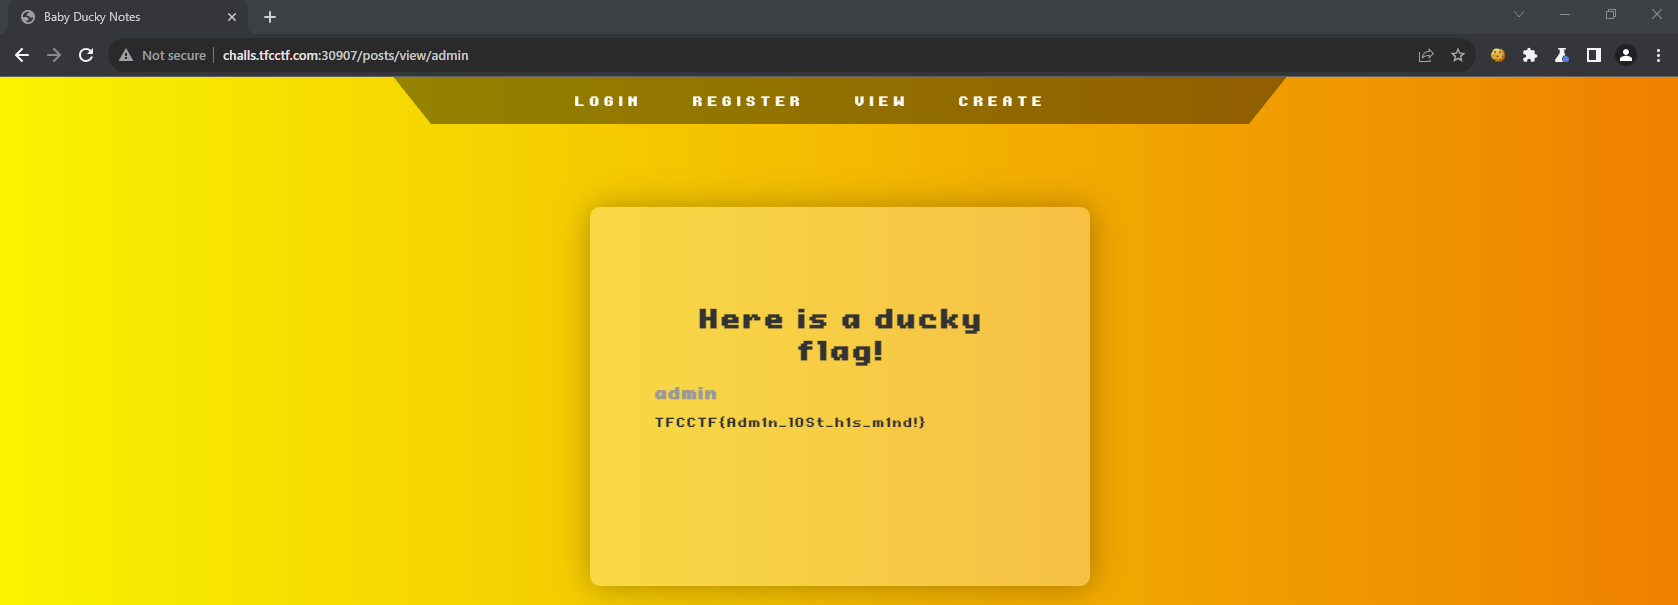 Baby Ducky Notes
Not secure challs.tfcctf.com:30907/posts/view/admin
LOGIN REGISTER VIEW CREATE
Here is a ducky
flag!
admin
TFCCTF{Adm1n_l0St_h1s_m1nd!}